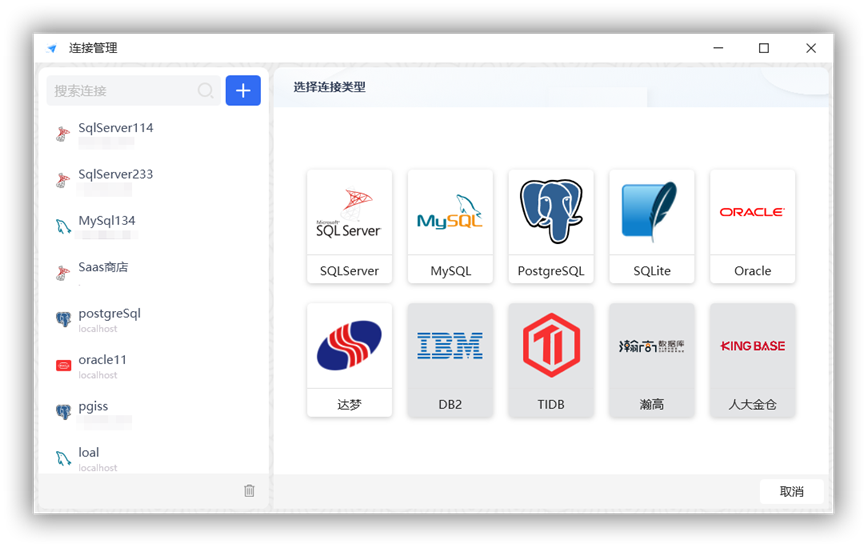 连接管理
搜索连接
选择连接类型
SqlServer114
SqlServer233
MySql134
Saas商店
postgreSql
localhost
oracle11
localhost
pgiss
loal
localhost
Microsoft
SQL Server
SQLServer
MySQL
MySQL
PostgreSQL
SQLite
ORACLE
Oracle
达梦
IBM
DB2
TIDB
瀚高 数据库
瀚高
KING BASE
人大金仓
取消